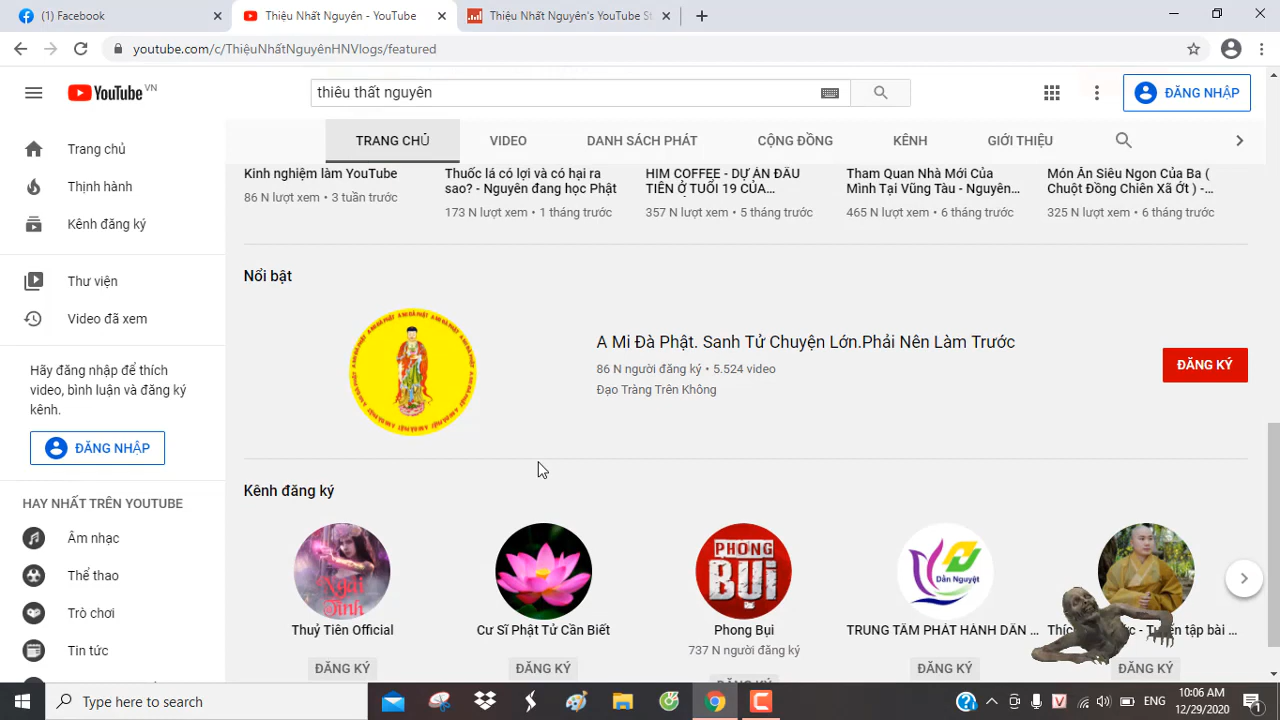 (1) Facebook
Thiệu Nhất Nguyên - YouTube
Thiệu Nhất Nguyên's YouTube St
youtube.com/c/ThiệuNhấtNguyênHNVlogs/featured
YouTube VN
thiêu thất nguyên
ĐĂNG NHẬP
TRANG CHỦ
VIDEO
DANH SÁCH PHÁT
CỘNG ĐỒNG
KÊNH
GIỚI THIỆU
Trang chủ
Thịnh hành
Kênh đăng ký
Thư viện
Video đã xem
Hãy đăng nhập để thích
video, bình luận và đăng ký
kênh.
ĐĂNG NHẬP
HAY NHẤT TRÊN YOUTUBE
Âm nhạc
Thể thao
Trò chơi
Tin tức
Kinh nghiệm làm YouTube
86 N lượt xem • 3 tuần trước
Thuốc lá có lợi và có hại ra
sao? - Nguyên đang học Phật
173 N lượt xem • 1 tháng trước
HIM COFFEE - DỰ ÁN ĐẦU
TIÊN Ở TUỔI 19 CỦA...
357 N lượt xem • 5 tháng trước
Tham Quan Nhà Mới Của
Mình Tại Vũng Tàu - Nguyên...
465 N lượt xem • 6 tháng trước
Món Ăn Siêu Ngon Của Ba (
Chuột Đồng Chiên Xã Ớt ) -...
325 N lượt xem • 6 tháng trước
Nổi bật
A Mi Đà Phật. Sanh Tử Chuyện Lớn.Phải Nên Làm Trước
86 N người đăng ký • 5.524 video
Đạo Tràng Trên Không
ĐĂNG KÝ
Kênh đăng ký
Thuỷ Tiên Official
ĐĂNG KÝ
Cư Sĩ Phật Tử Cần Biết
ĐĂNG KÝ
PHONG
BỤI
Phong Bụi
737 N người đăng ký
Dần Nguyệt
TRUNG TÂM PHÁT HÀNH DẦN ...
ĐĂNG KÝ
ập bài ...
ĐĂNG KÝ
Type here to search
ENG
10:06 AM
12/29/2020
1